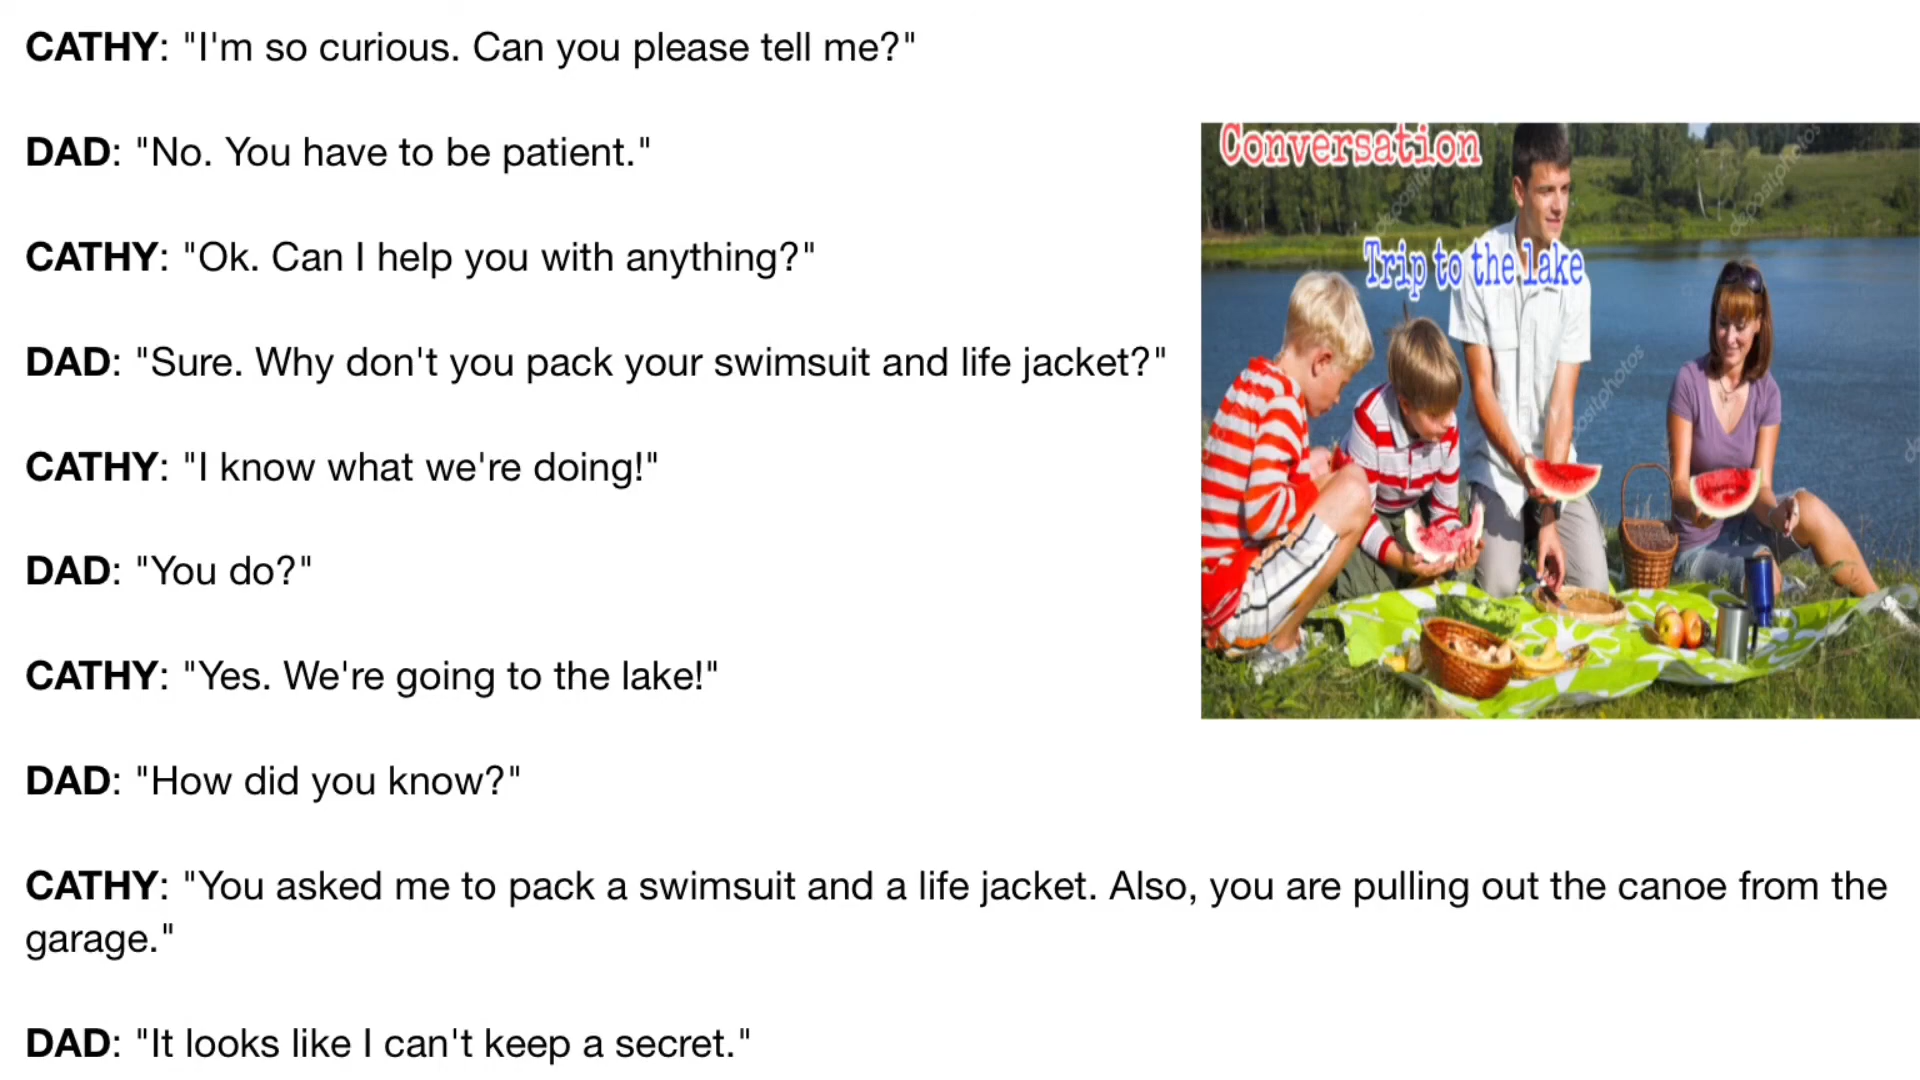 CATHY: "I'm so curious. Can you please tell me?"
DAD: "No. You have to be patient."
CATHY: "Ok. Can I help you with anything?"
DAD: "Sure. Why don't you pack your swimsuit and life jacket?"
CATHY: "I know what we're doing!"
DAD: "You do?"
CATHY: "Yes. We're going to the lake!"
DAD: "How did you know?"
CATHY: "You asked me to pack a swimsuit and a life jacket. Also, you are pulling out the canoe from the
garage."
DAD: "It looks like I can't keep a secret."
Conversation
Trip to the lake
depositphotos
depositphotos
depositphotos